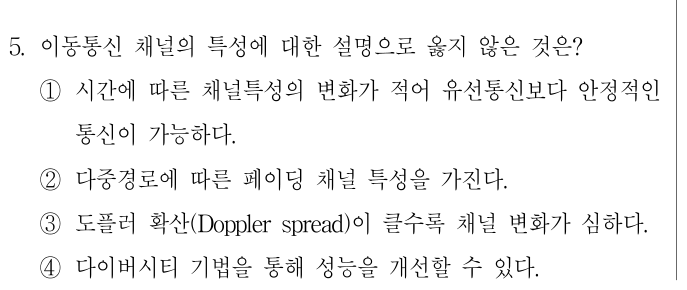 5. 이동통신 채널의 특성에 대한 설명으로 옳지 않은 것은?
① 시간에 따른 채널특성의 변화가 적어 유선통신보다 안정적인
통신이 가능하다.
② 다중경로에 따른 페이딩 채널 특성을 가진다.
③ 도플러 확산(Doppler spread)이 클수록 채널 변화가 심하다.
④ 다이버시티 기법을 통해 성능을 개선할 수 있다.